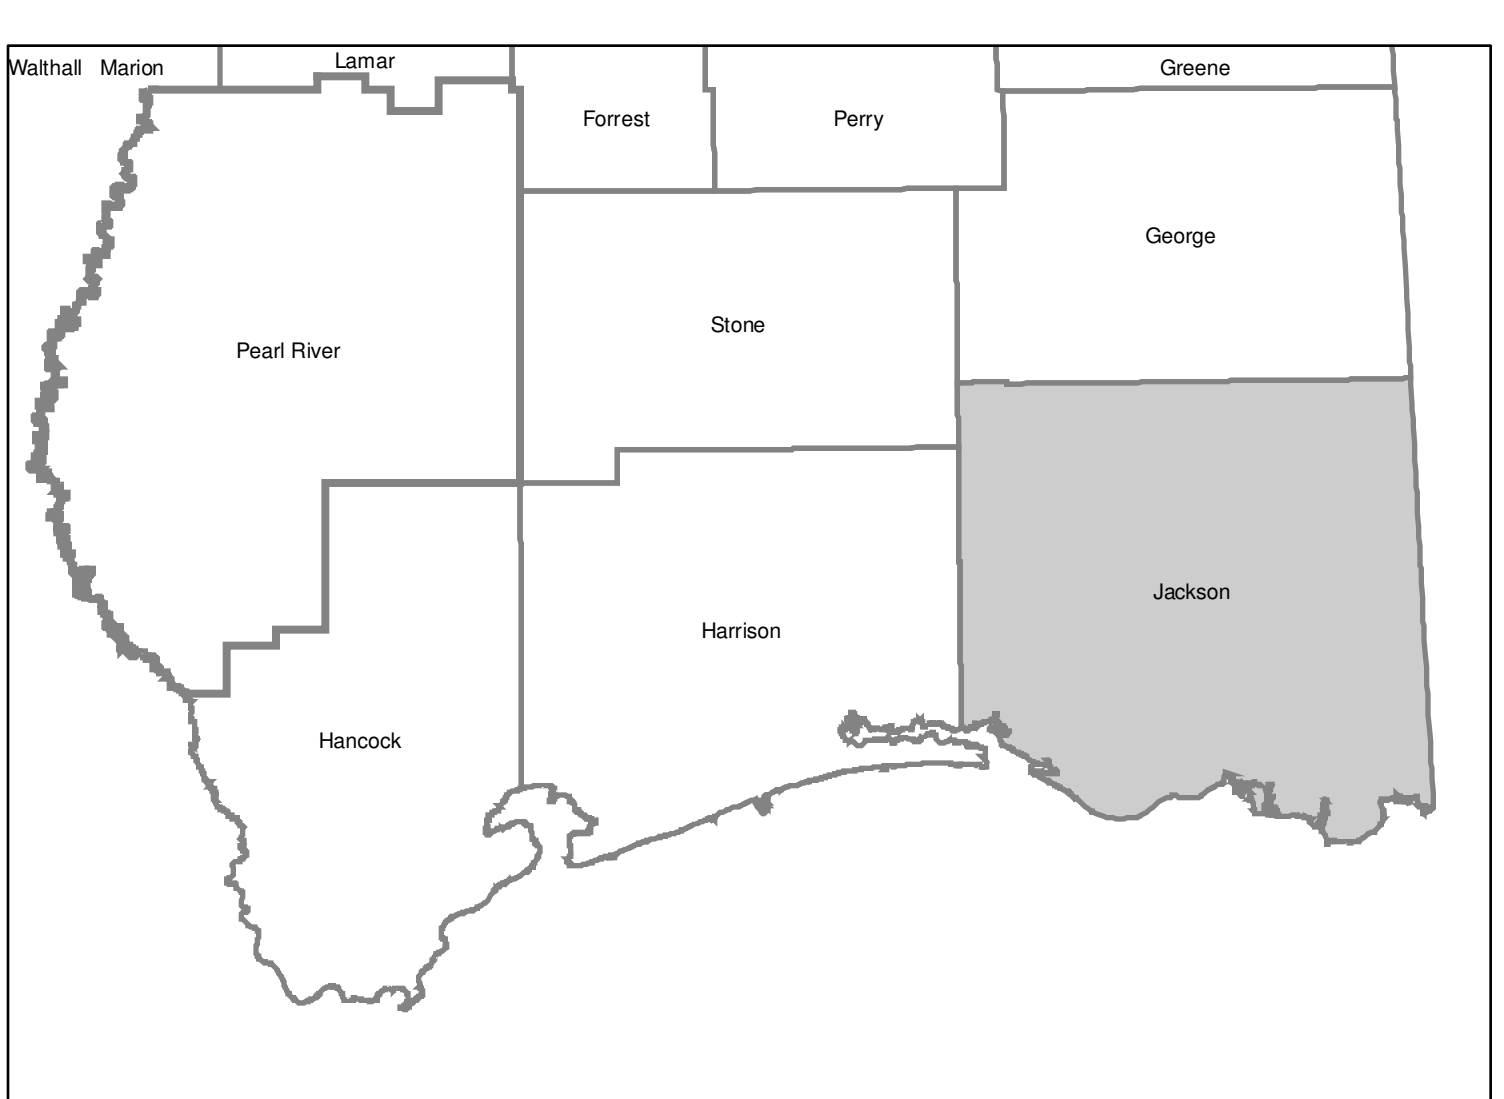 Walthall Marion
Lamar
Greene
Forrest
Perry
George
Stone
Pearl River
Jackson
Harrison
Hancock